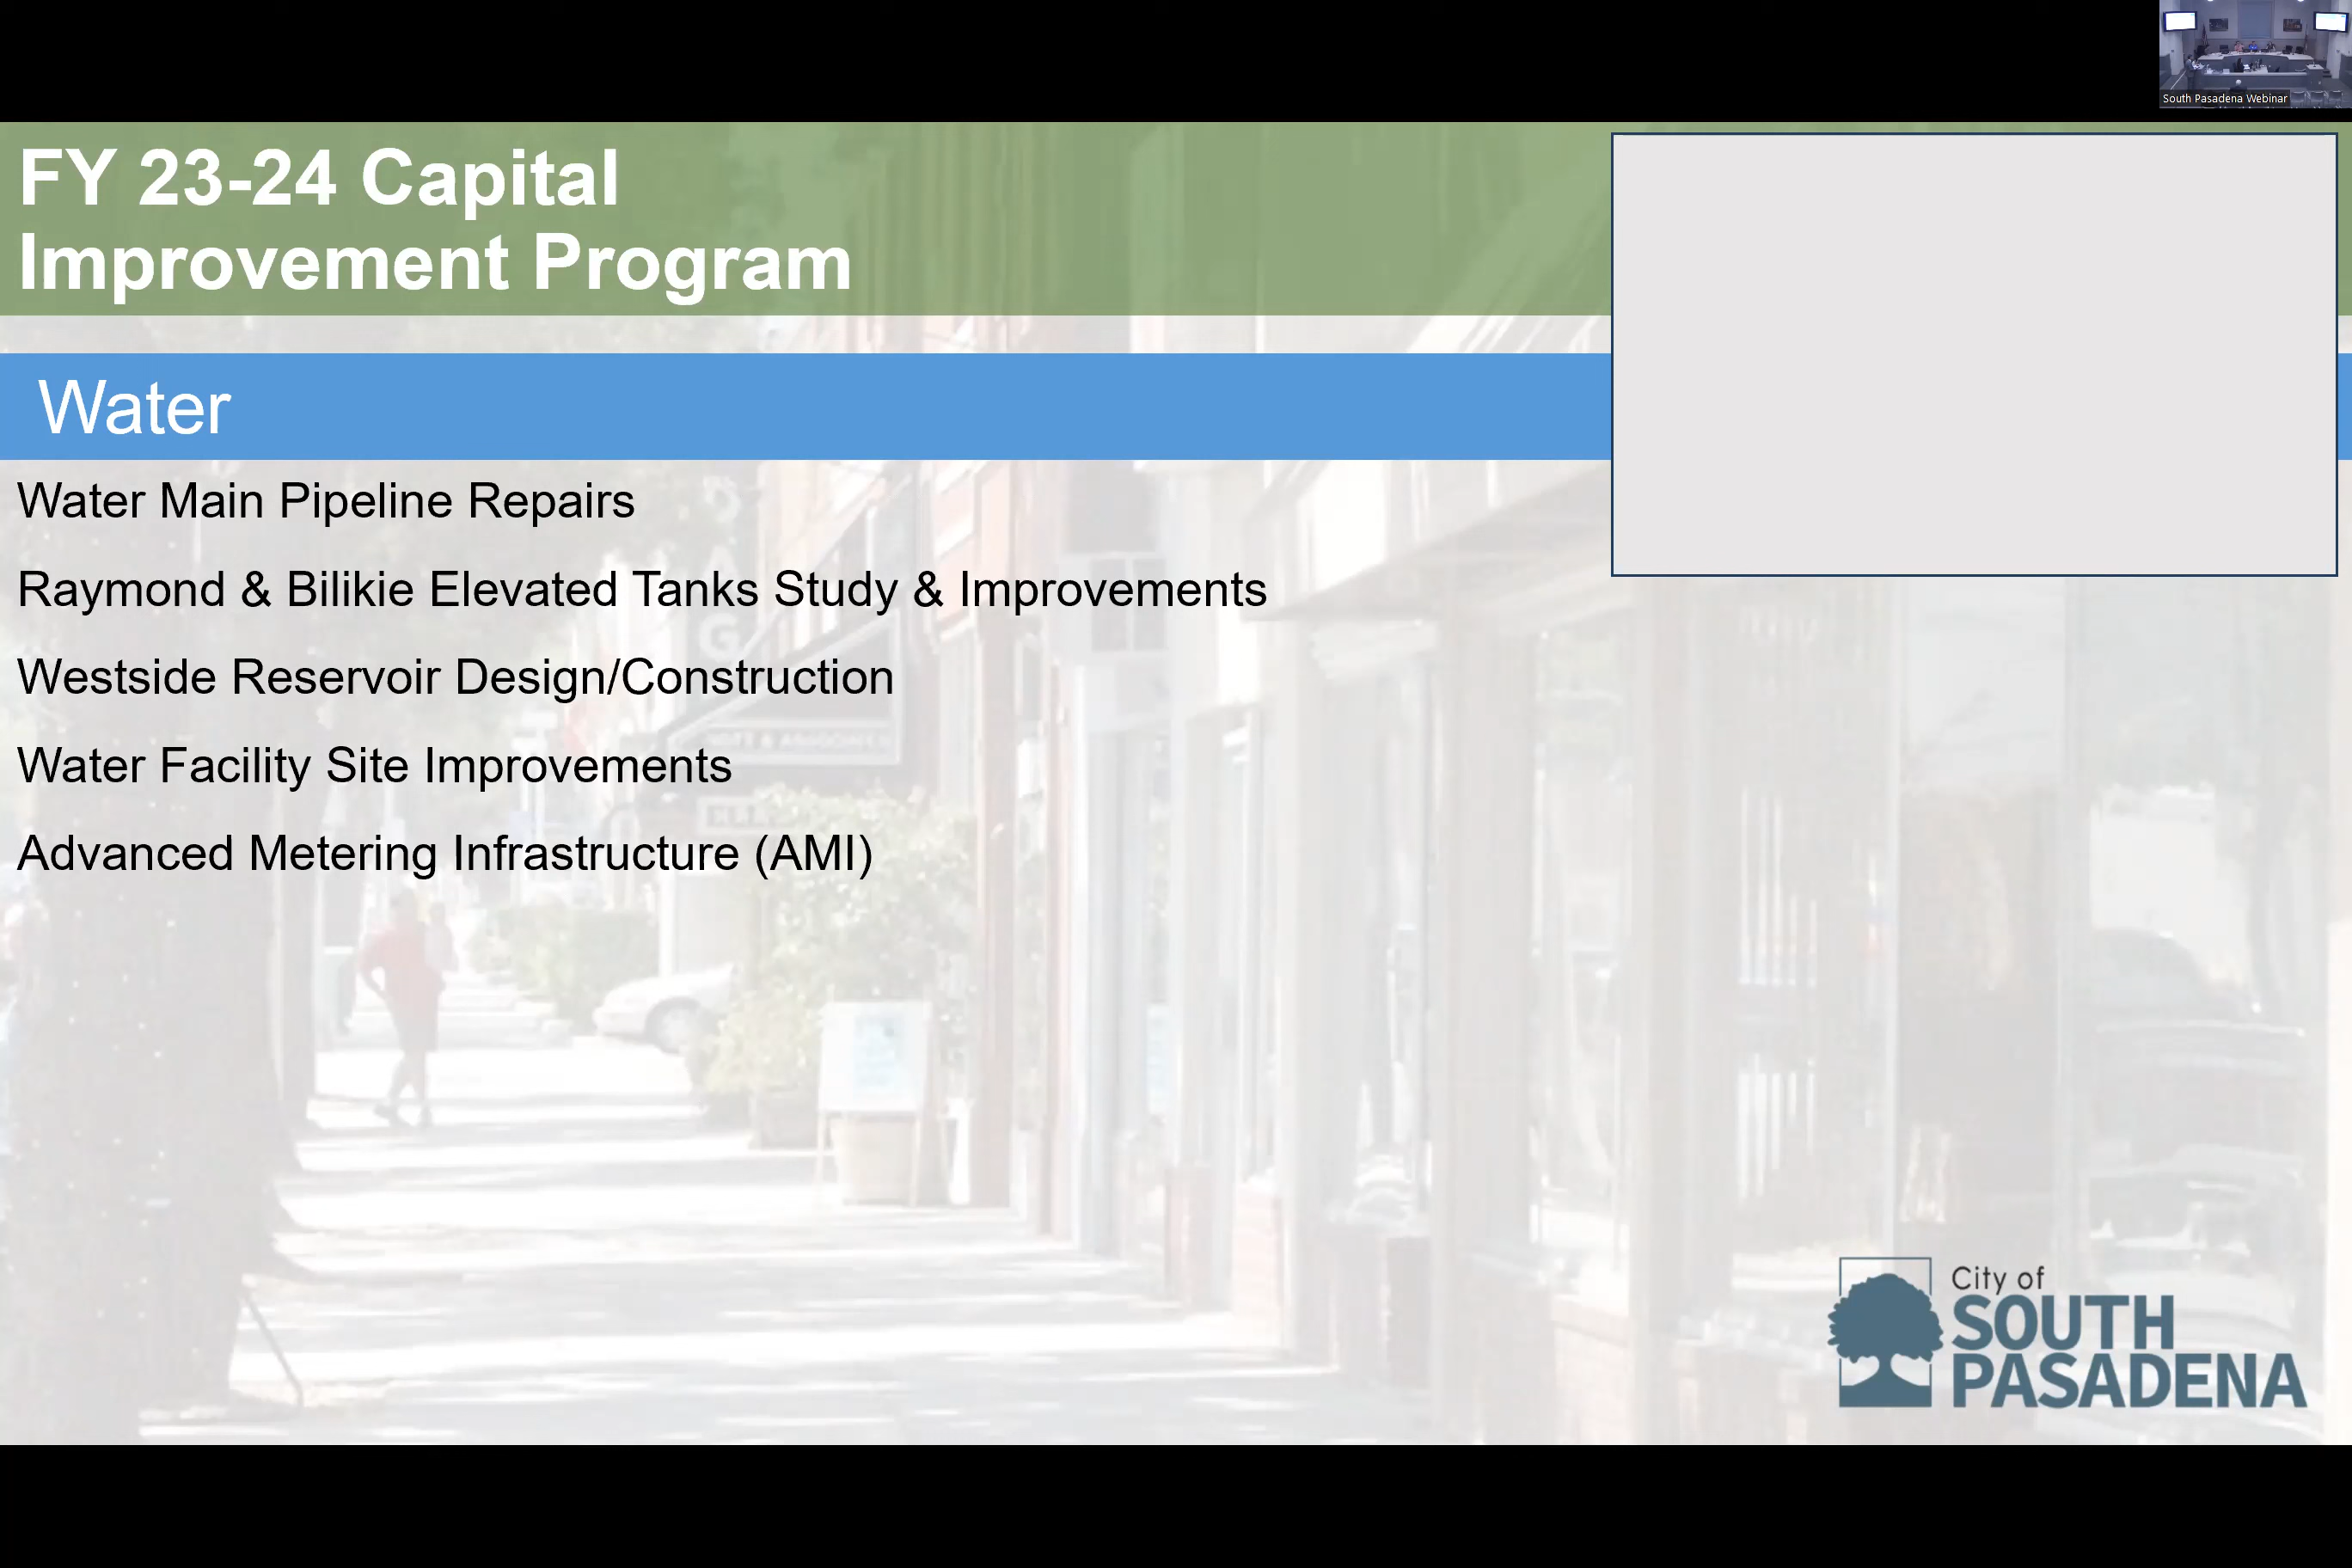 South Pasadena Webinar
FY 23-24 Capital
Improvement Program
Water
Water Main Pipeline Repairs
Raymond & Bilikie Elevated Tanks Study & Improvements
Westside Reservoir Design/Construction
Water Facility Site Improvements
Advanced Metering Infrastructure (AMI)
City of
SOUTH
PASADENA